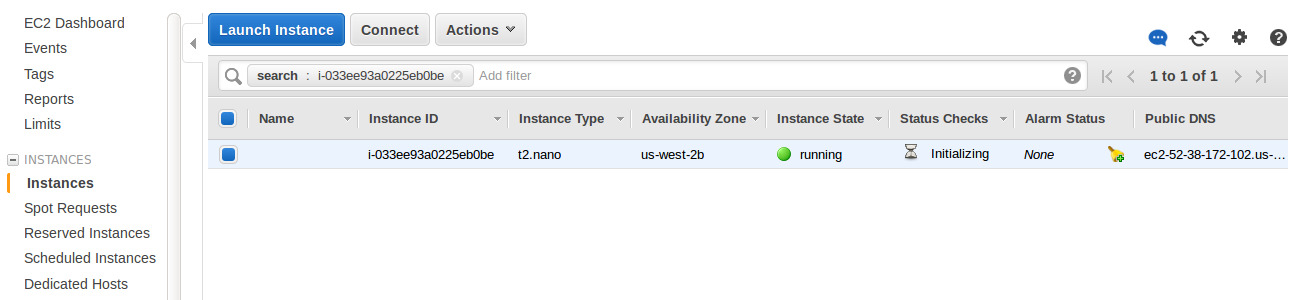 EC2 Dashboard
Events
Tags
Reports
Limits
INSTANCES
Instances
Spot Requests
Reserved Instances
Scheduled Instances
Dedicated Hosts
Launch Instance Connect Actions
search : i-033ee93a0225eb0be Add filter 1 to 1 of 1
Name Instance ID Instance Type Availability Zone Instance State Status Checks Alarm Status Public DNS
i-033ee93a0225eb0be t2.nano us-west-2b running Initializing None ec2-52-38-172-102.us-...